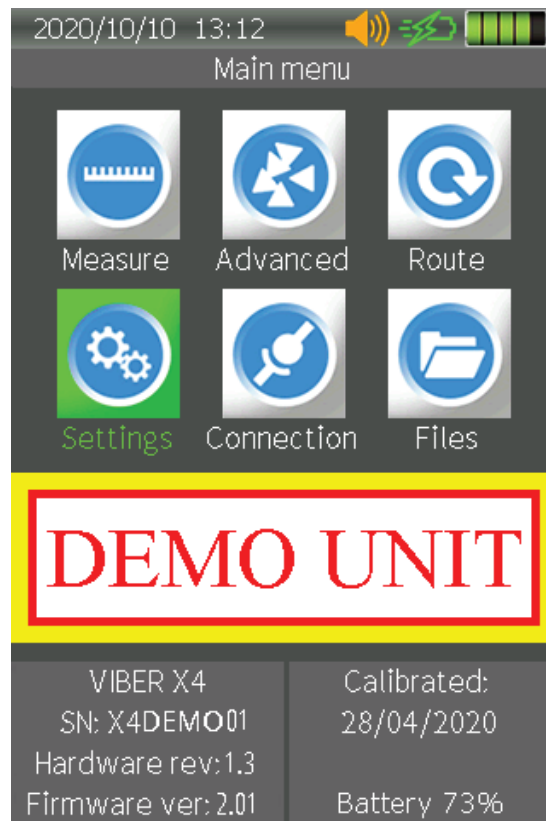 2020/10/10 13:12
Main menu
Measure Advanced Route
Settings Connection Files
DEMO UNIT
VIBER X4
SN: X4DEMO01
Hardware rev:1.3
Firmware ver: 2.01
Calibrated:
28/04/2020
Battery 73%